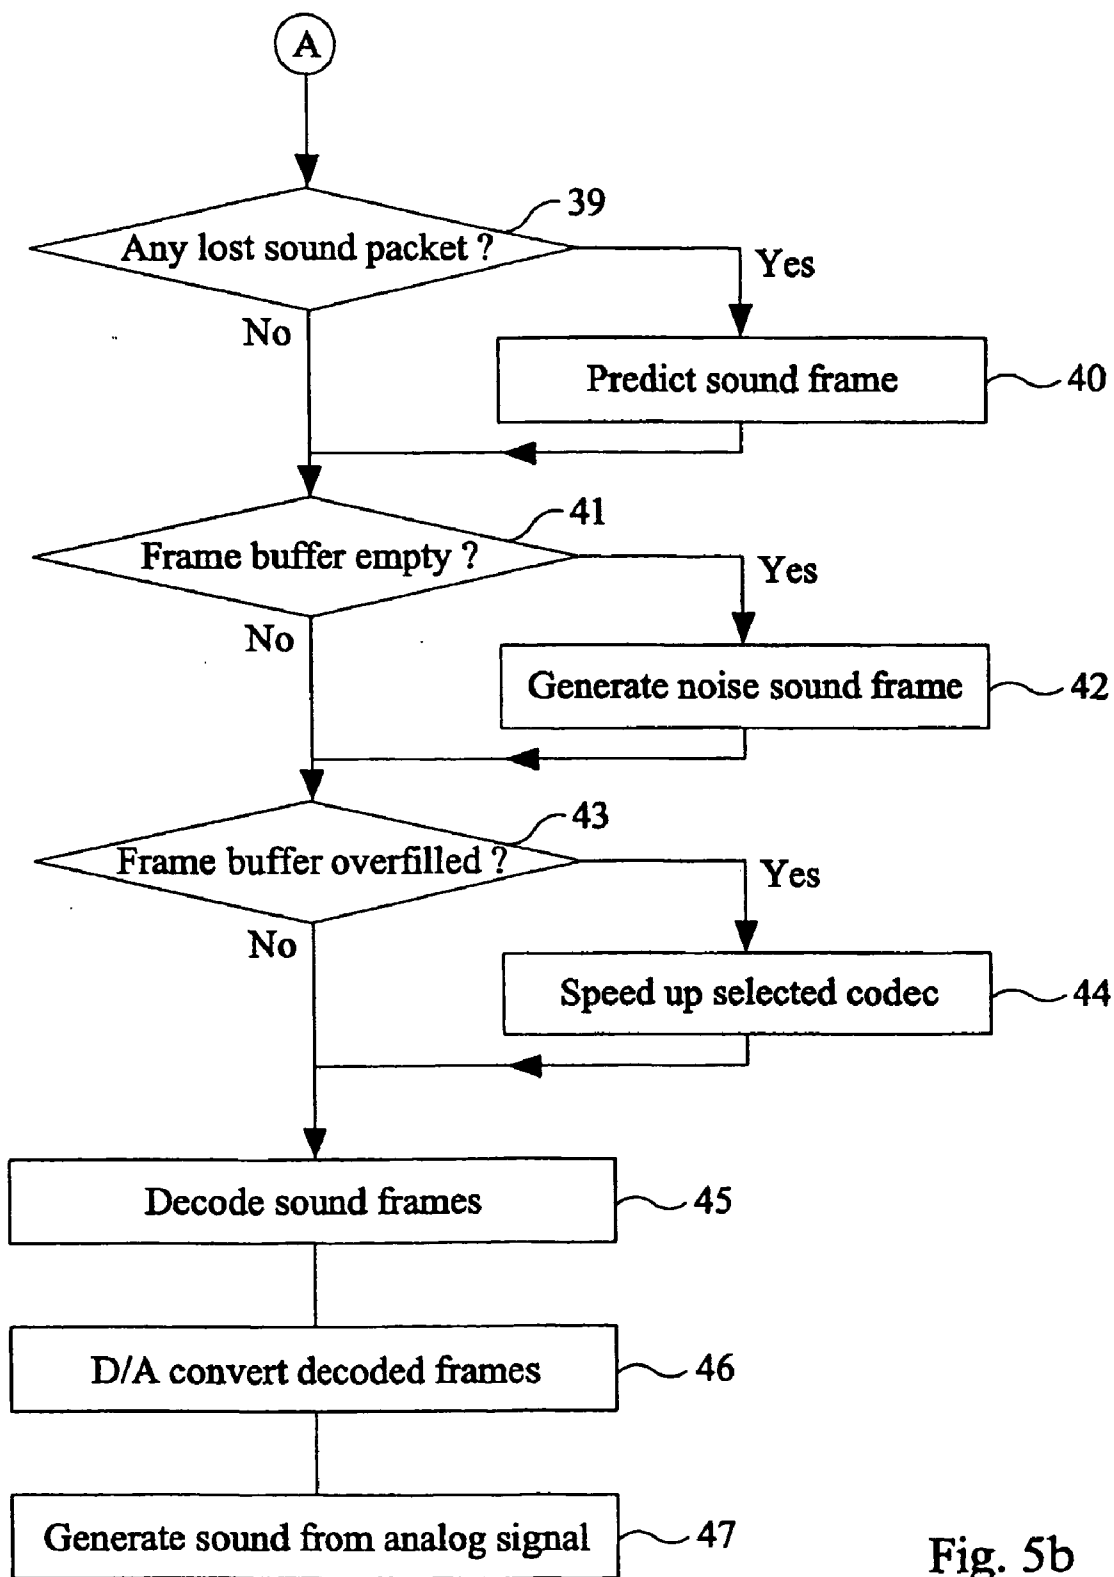 A
39
Any lost sound packet ?
Yes
No
Predict sound frame
40
41
Frame buffer empty ?
Yes
No
Generate noise sound frame
42
43
Frame buffer overfilled ?
Yes
No
Speed up selected codec
44
Decode sound frames
45
D/A convert decoded frames
46
Generate sound from analog signal
47
Fig. 5b